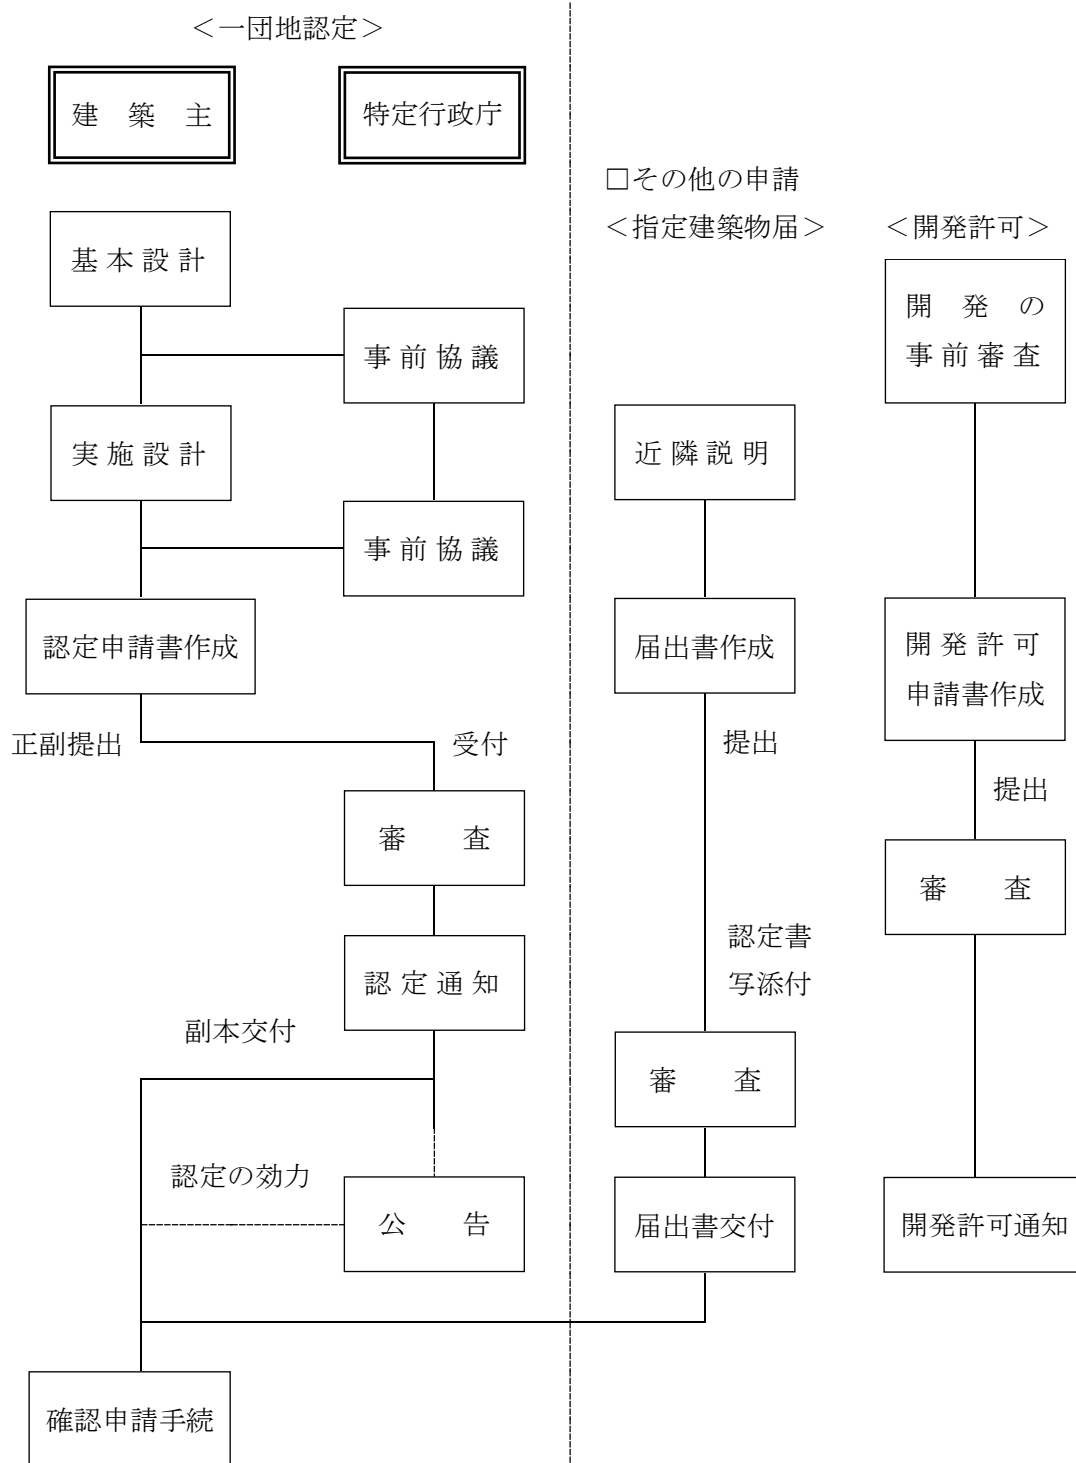 ＜一団地認定＞
建　築　主
特定行政庁
基 本 設 計
事 前 協 議
実 施 設 計
事 前 協 議
認定申請書作成
正副提出
受付
審　　査
認 定 通 知
副本交付
認定の効力
公　　告
確認申請手続
□その他の申請
＜指定建築物届＞
近 隣 説 明
届出書作成
提出
認定書
写添付
審　　査
届出書交付
＜開発許可＞
開　発　の
事 前 審 査
開 発 許 可
申請書作成
提出
審　　査
開発許可通知